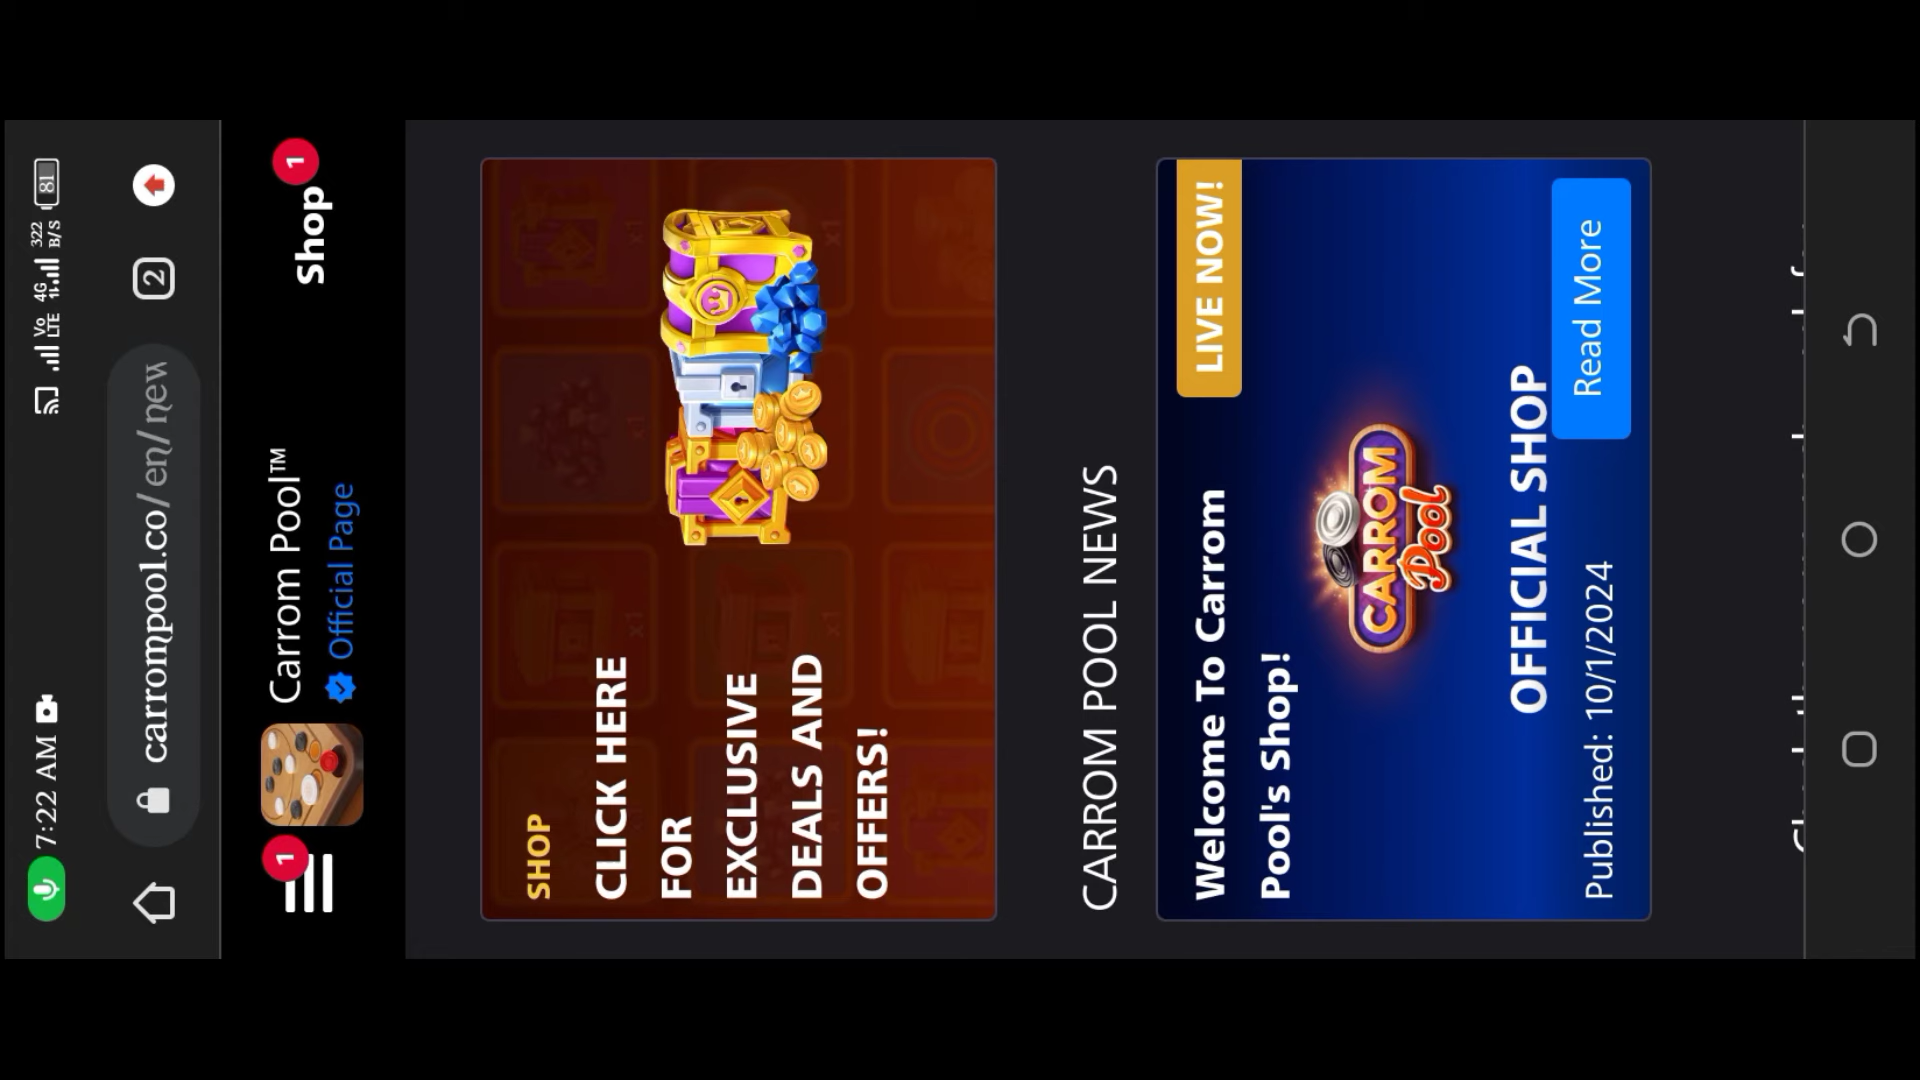 7:22 AM
Vo LTE 4G 322 B/S 81
carrompool.co/en/new
2
1
Carrom Pool™
Official Page
Shop
1
SHOP
CLICK HERE
FOR
EXCLUSIVE
DEALS AND
OFFERS!
CARROM POOL NEWS
LIVE NOW!
Welcome To Carrom
Pool's Shop!
CARROM
Pool
OFFICIAL SHOP
Published: 10/1/2024
Read More